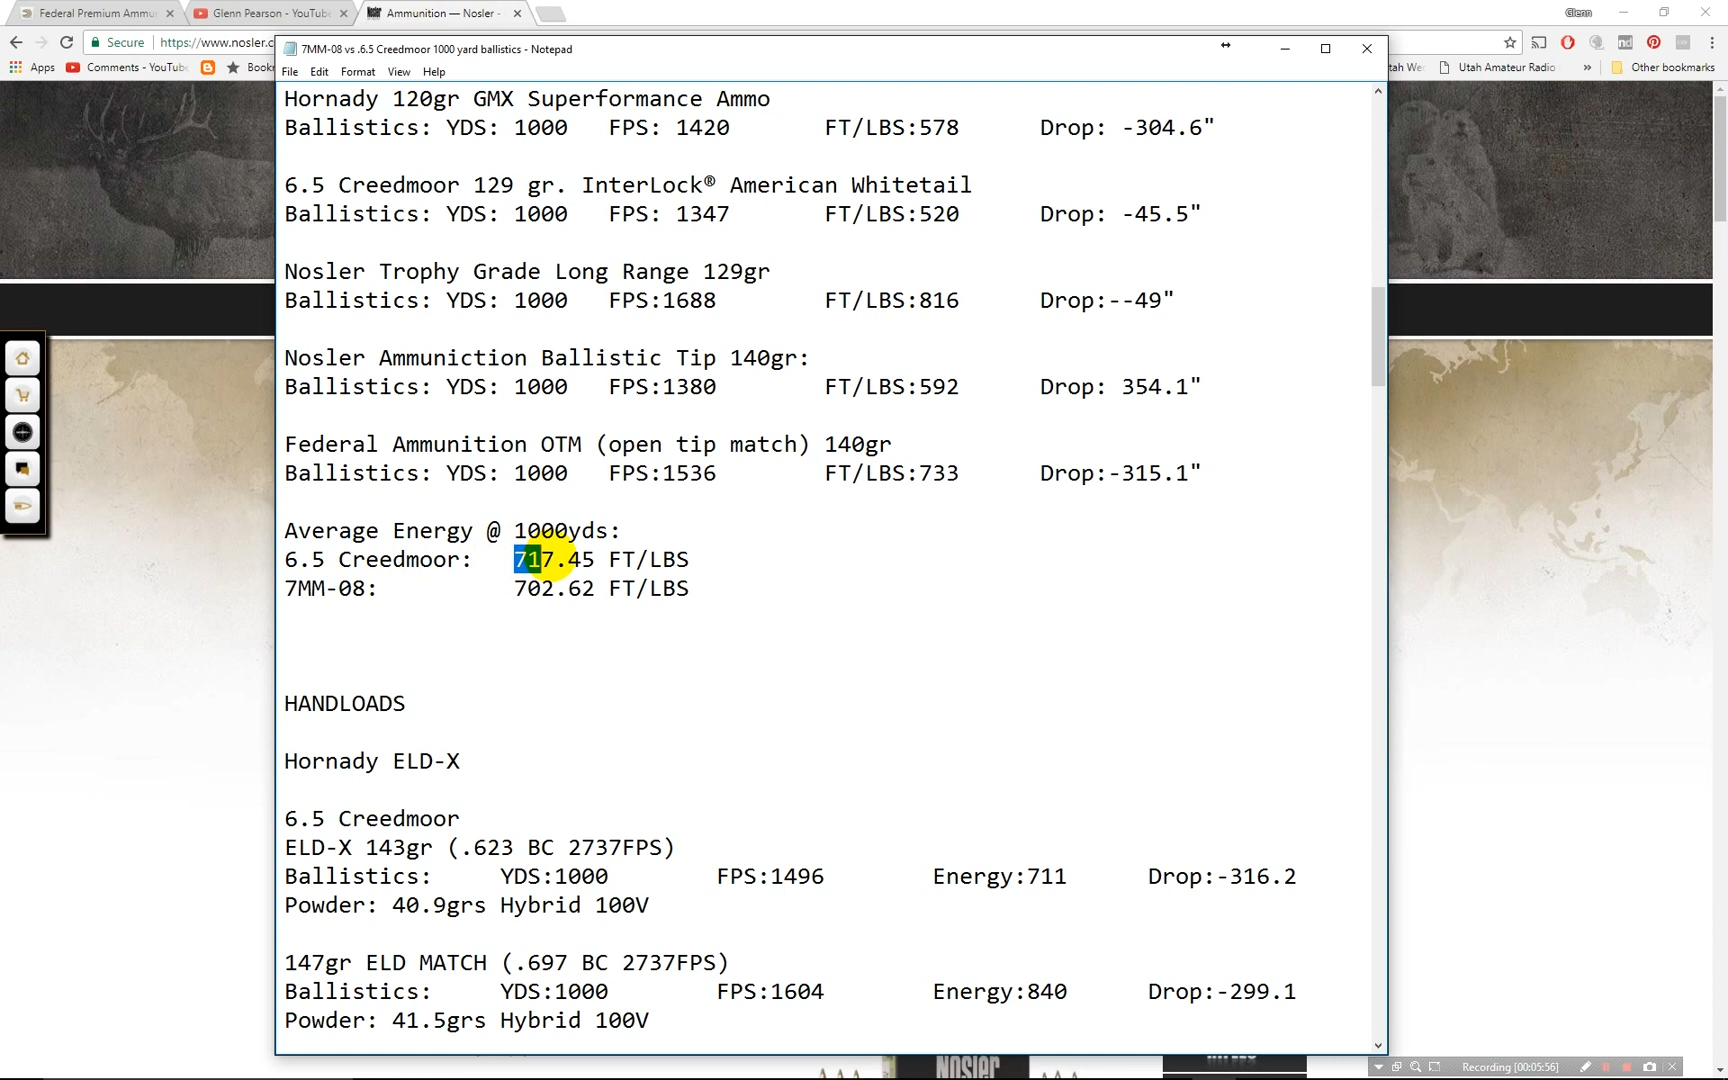 Federal Premium Ammu
Glenn Pearson - YouTube
Ammunition — Nosler -
Glenn
Secure
https://www.nosler.c
Apps
Comments - YouTub
Bookr
tah We
Utah Amateur Radio
»
Other bookmarks
7MM-08 vs .6.5 Creedmoor 1000 yard ballistics - Notepad
File Edit Format View Help
Hornady 120gr GMX Superformance Ammo
Ballistics: YDS: 1000 FPS: 1420 FT/LBS:578 Drop: -304.6"
6.5 Creedmoor 129 gr. InterLock® American Whitetail
Ballistics: YDS: 1000 FPS: 1347 FT/LBS:520 Drop: -45.5"
Nosler Trophy Grade Long Range 129gr
Ballistics: YDS: 1000 FPS:1688 FT/LBS:816 Drop:--49"
Nosler Ammuniction Ballistic Tip 140gr:
Ballistics: YDS: 1000 FPS:1380 FT/LBS:592 Drop: 354.1"
Federal Ammunition OTM (open tip match) 140gr
Ballistics: YDS: 1000 FPS:1536 FT/LBS:733 Drop:-315.1"
Average Energy @ 1000yds:
6.5 Creedmoor: 717.45 FT/LBS
7MM-08: 702.62 FT/LBS
HANDLOADS
Hornady ELD-X
6.5 Creedmoor
ELD-X 143gr (.623 BC 2737FPS)
Ballistics: YDS:1000 FPS:1496 Energy:711 Drop:-316.2
Powder: 40.9grs Hybrid 100V
147gr ELD MATCH (.697 BC 2737FPS)
Ballistics: YDS:1000 FPS:1604 Energy:840 Drop:-299.1
Powder: 41.5grs Hybrid 100V
Nosler
Recording [00:05:56]